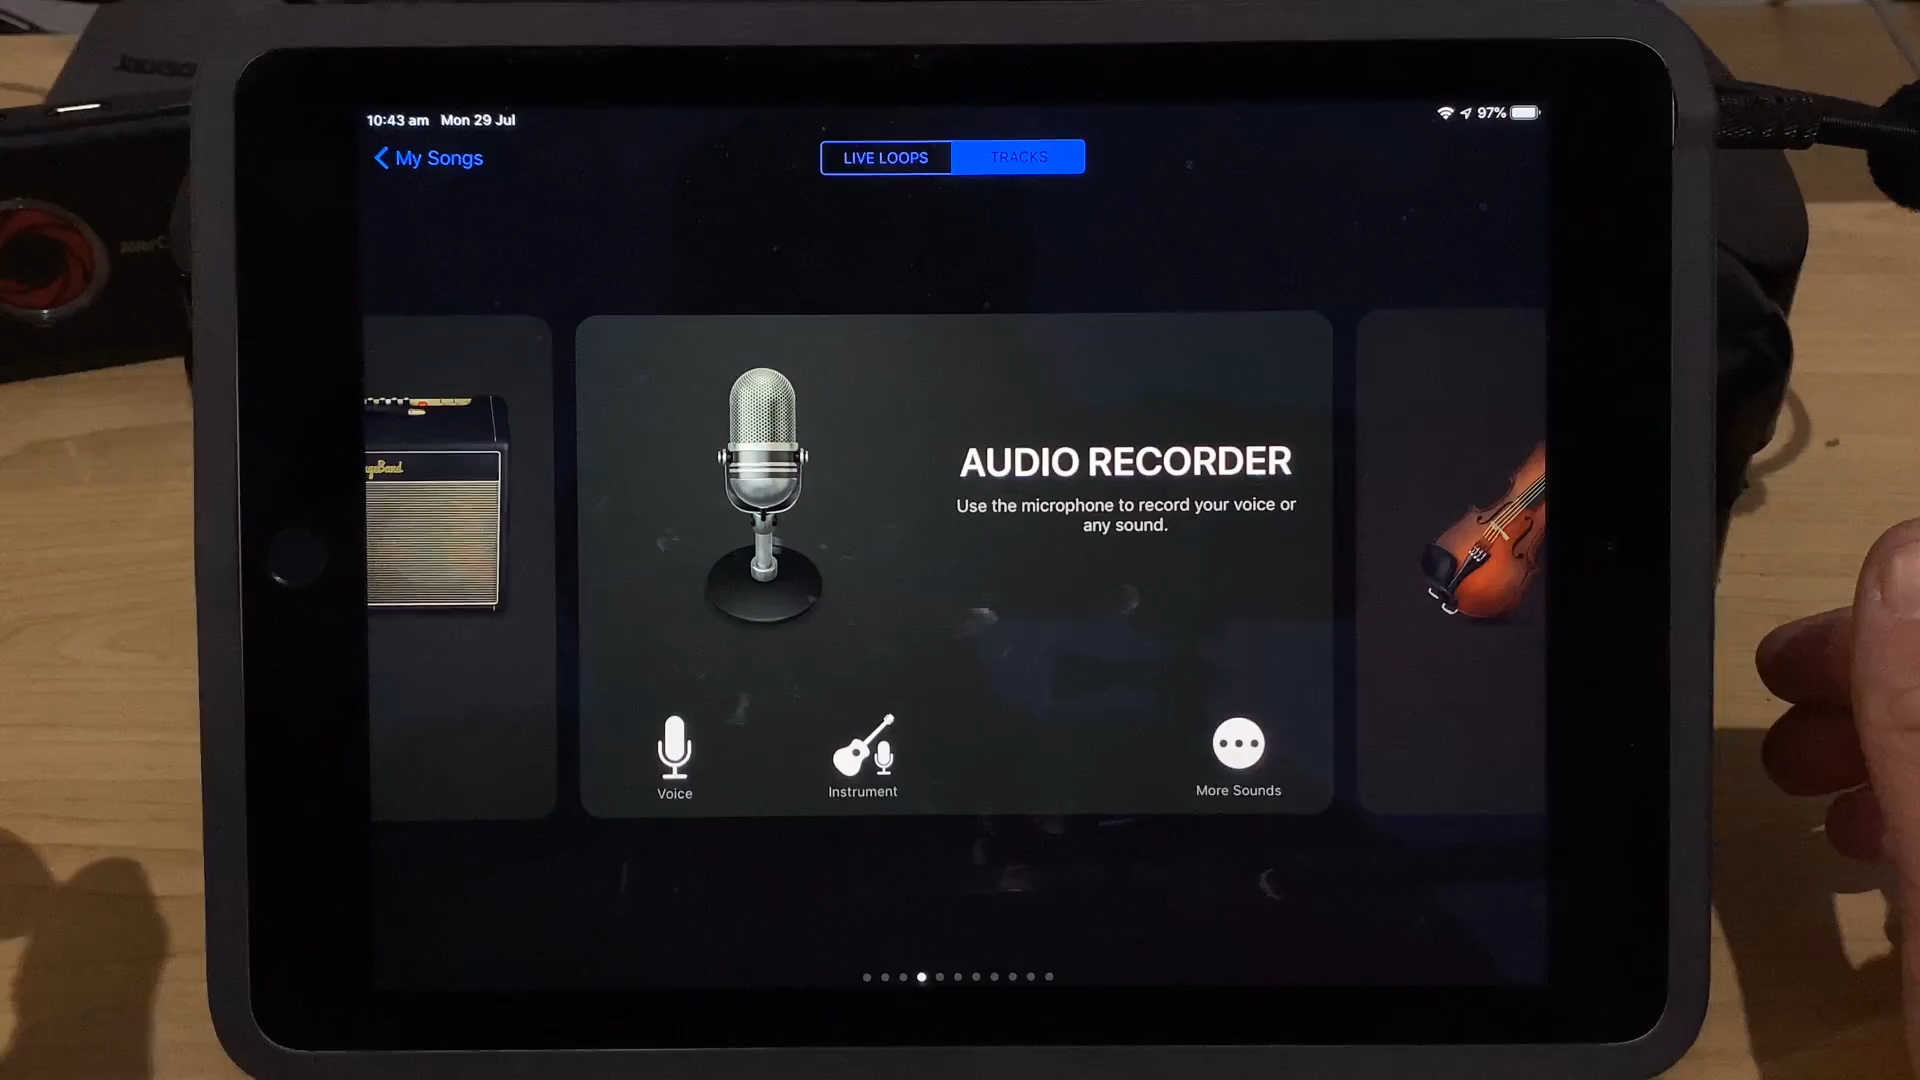 10:43 am Mon 29 Jul
97%
My Songs
LIVE LOOPS
TRACKS
AUDIO RECORDER
Use the microphone to record your voice or
any sound.
Voice
Instrument
More Sounds